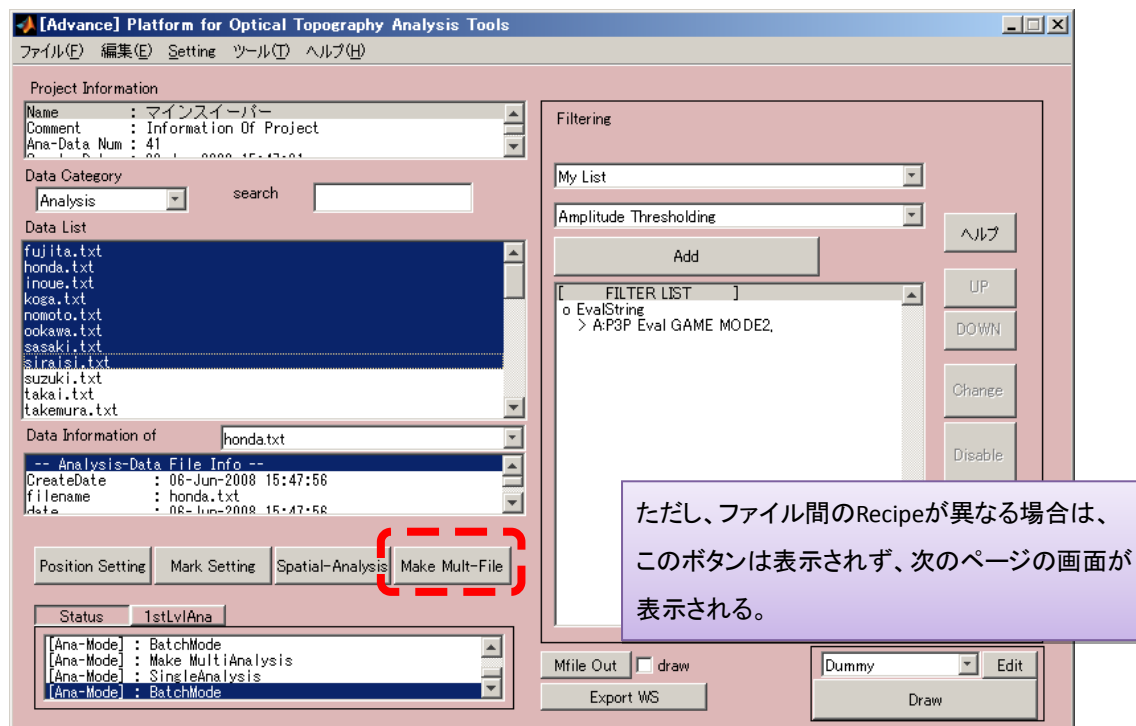 [Advance] Platform for Optical Topography Analysis Tools
ファイル(F) 編集(E) Setting ツール(T) ヘルプ(H)
Project Information
Name : マインスイーパー
Comment : Information Of Project
Ana-Data Num : 41
Data Category
Analysis
search
Data List
fujita.txt
honda.txt
inoue.txt
koga.txt
nomoto.txt
ookawa.txt
sasaki.txt
siraisi.txt
suzuki.txt
takai.txt
takemura.txt
Data Information of
honda.txt
-- Analysis-Data File Info --
CreateDate : 06-Jun-2008 15:47:56
filename : honda.txt
date : 06-Jun-2008 15:47:56
Position Setting
Mark Setting
Spatial-Analysis
Make Mult-File
Status
1stLvlAna
[Ana-Mode] : BatchMode
[Ana-Mode] : Make MultiAnalysis
[Ana-Mode] : SingleAnalysis
[Ana-Mode] : BatchMode
Filtering
My List
Amplitude Thresholding
Add
[ FILTER LIST ]
o EvalString
> A:P3P Eval GAME MODE2,
ヘルプ
UP
DOWN
Change
Disable
ただし、ファイル間のRecipeが異なる場合は、
このボタンは表示されず、次のページの画面が
表示される。
Mfile Out
draw
Export WS
Dummy
Edit
Draw